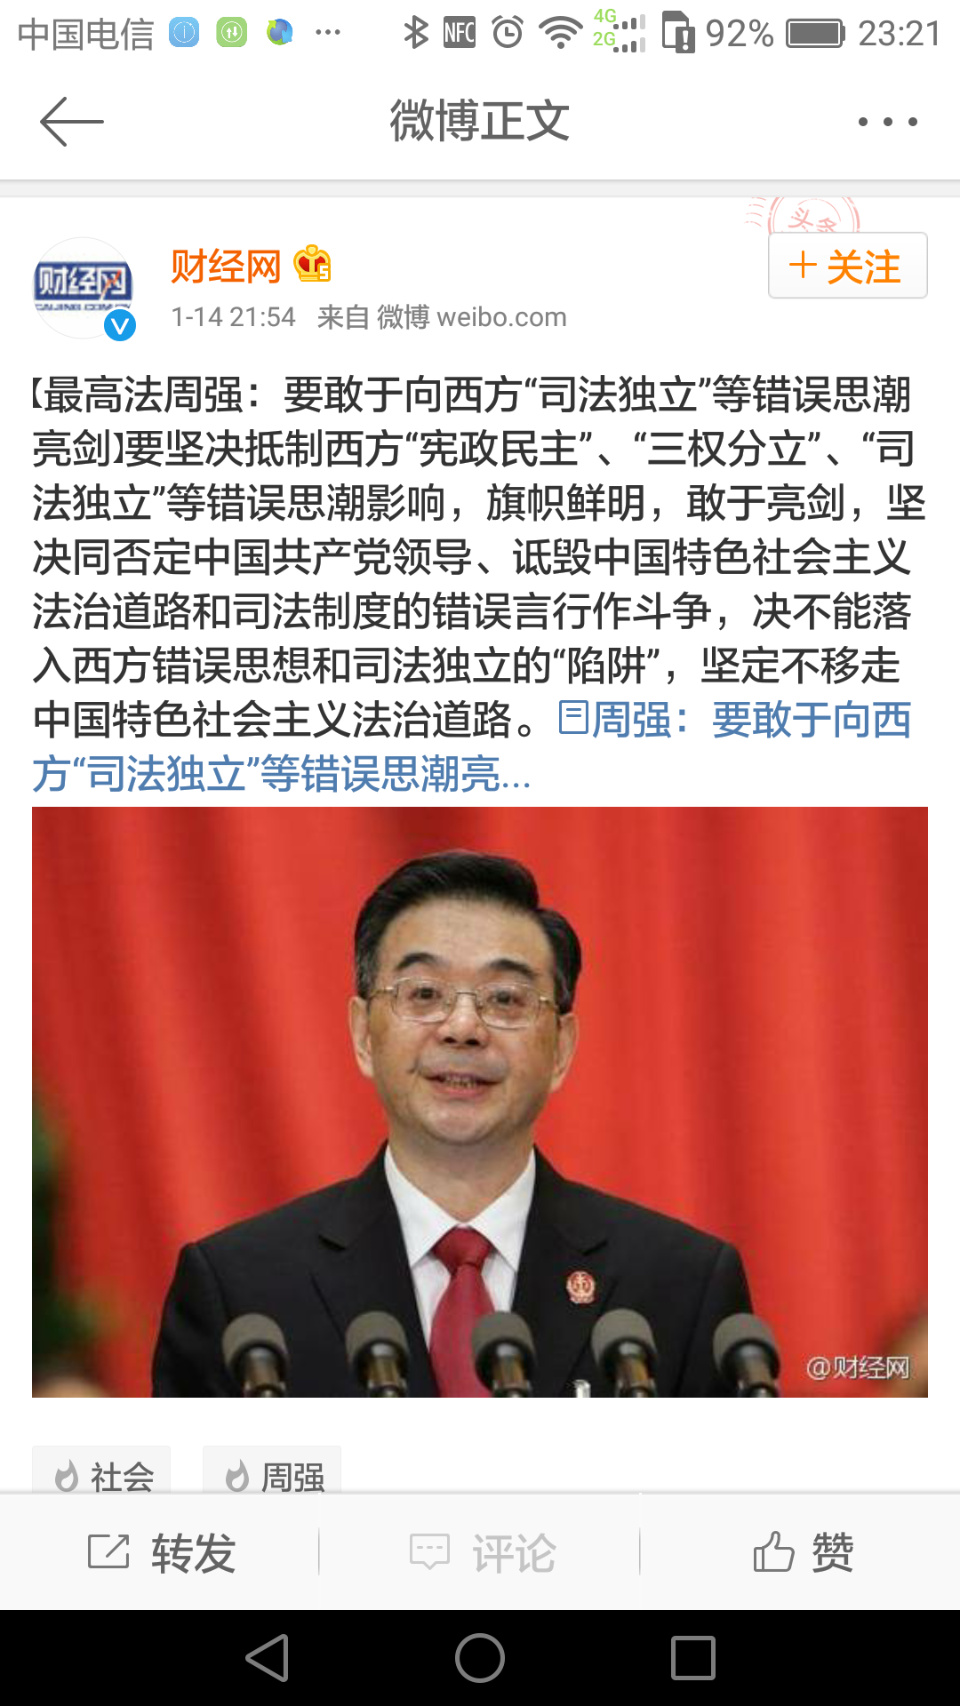 中国电信 ... NFC 4G 2G 92% 23:21
微博正文
头条
财经网
+关注
财经网
CAIJING.COM.CN
V
1-14 21:54 来自 微博 weibo.com
【最高法周强：要敢于向西方“司法独立”等错误思潮
亮剑】要坚决抵制西方“宪政民主”、“三权分立”、“司
法独立”等错误思潮影响，旗帜鲜明，敢于亮剑，坚
决同否定中国共产党领导、诋毁中国特色社会主义
法治道路和司法制度的错误言行作斗争，决不能落
入西方错误思想和司法独立的“陷阱”，坚定不移走
中国特色社会主义法治道路。周强：要敢于向西
方“司法独立”等错误思潮亮...
@财经网
社会 周强
转发 评论 赞